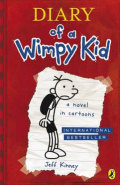 DIARY
of a
Wimpy Kid
a novel
in cartoons
INTERNATIONAL
BESTSELLER
Jeff Kinney